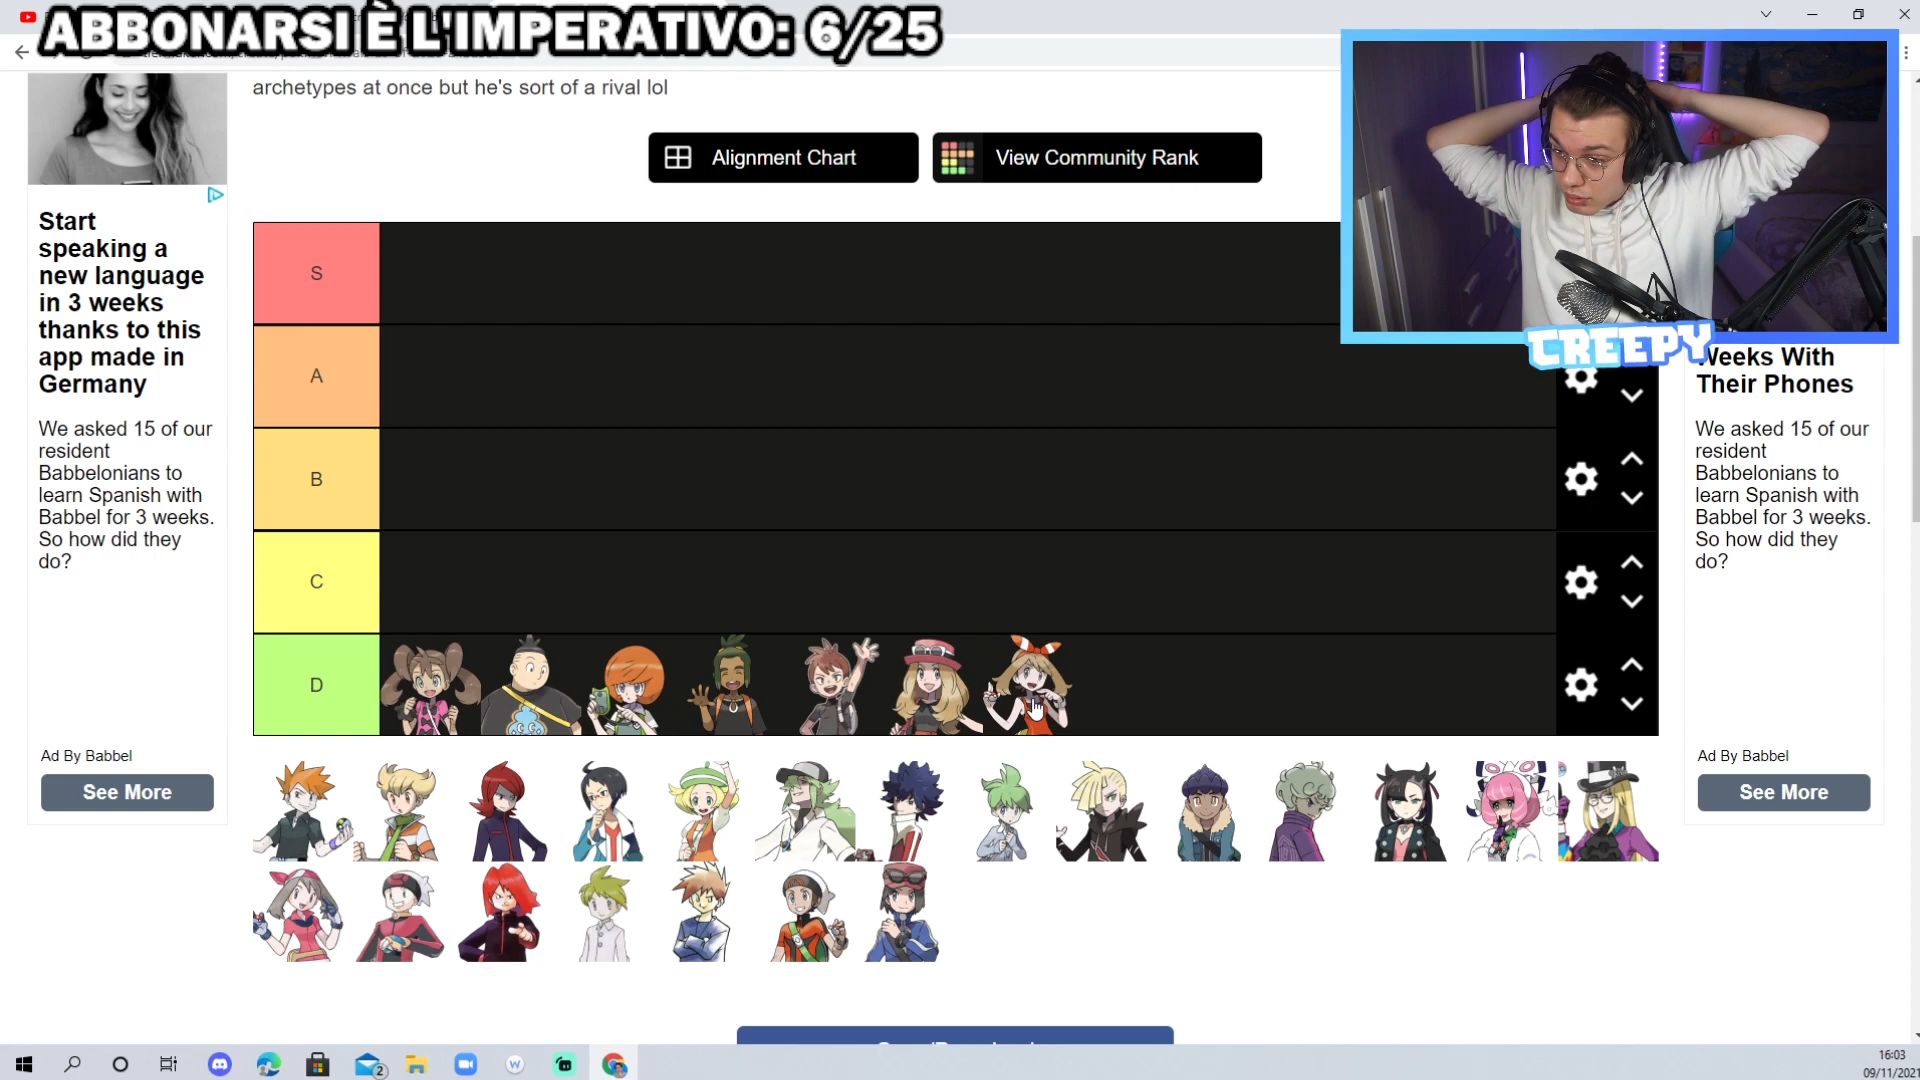 ABBONARSI È L'IMPERATIVO: 6/25
archetypes at once but he's sort of a rival lol
Alignment Chart
View Community Rank
CREEPY
Start
speaking a
new language
in 3 weeks
thanks to this
app made in
Germany
We asked 15 of our
resident
Babbelonians to
learn Spanish with
Babbel for 3 weeks.
So how did they
do?
Ad By Babbel
See More
S
A
B
C
D
Weeks With
Their Phones
We asked 15 of our
resident
Babbelonians to
learn Spanish with
Babbel for 3 weeks.
So how did they
do?
Ad By Babbel
See More
2
W
16:03
09/11/2021